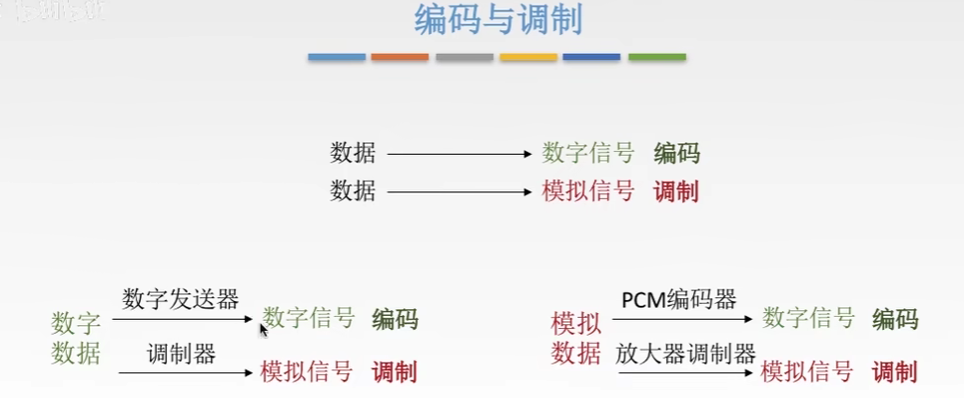 编码与调制
数据 数字信号 编码
数据 模拟信号 调制
数字发送器
数字数据
数字信号 编码
调制器
模拟信号 调制
PCM编码器
模拟数据
数字信号 编码
放大器调制器
模拟信号 调制